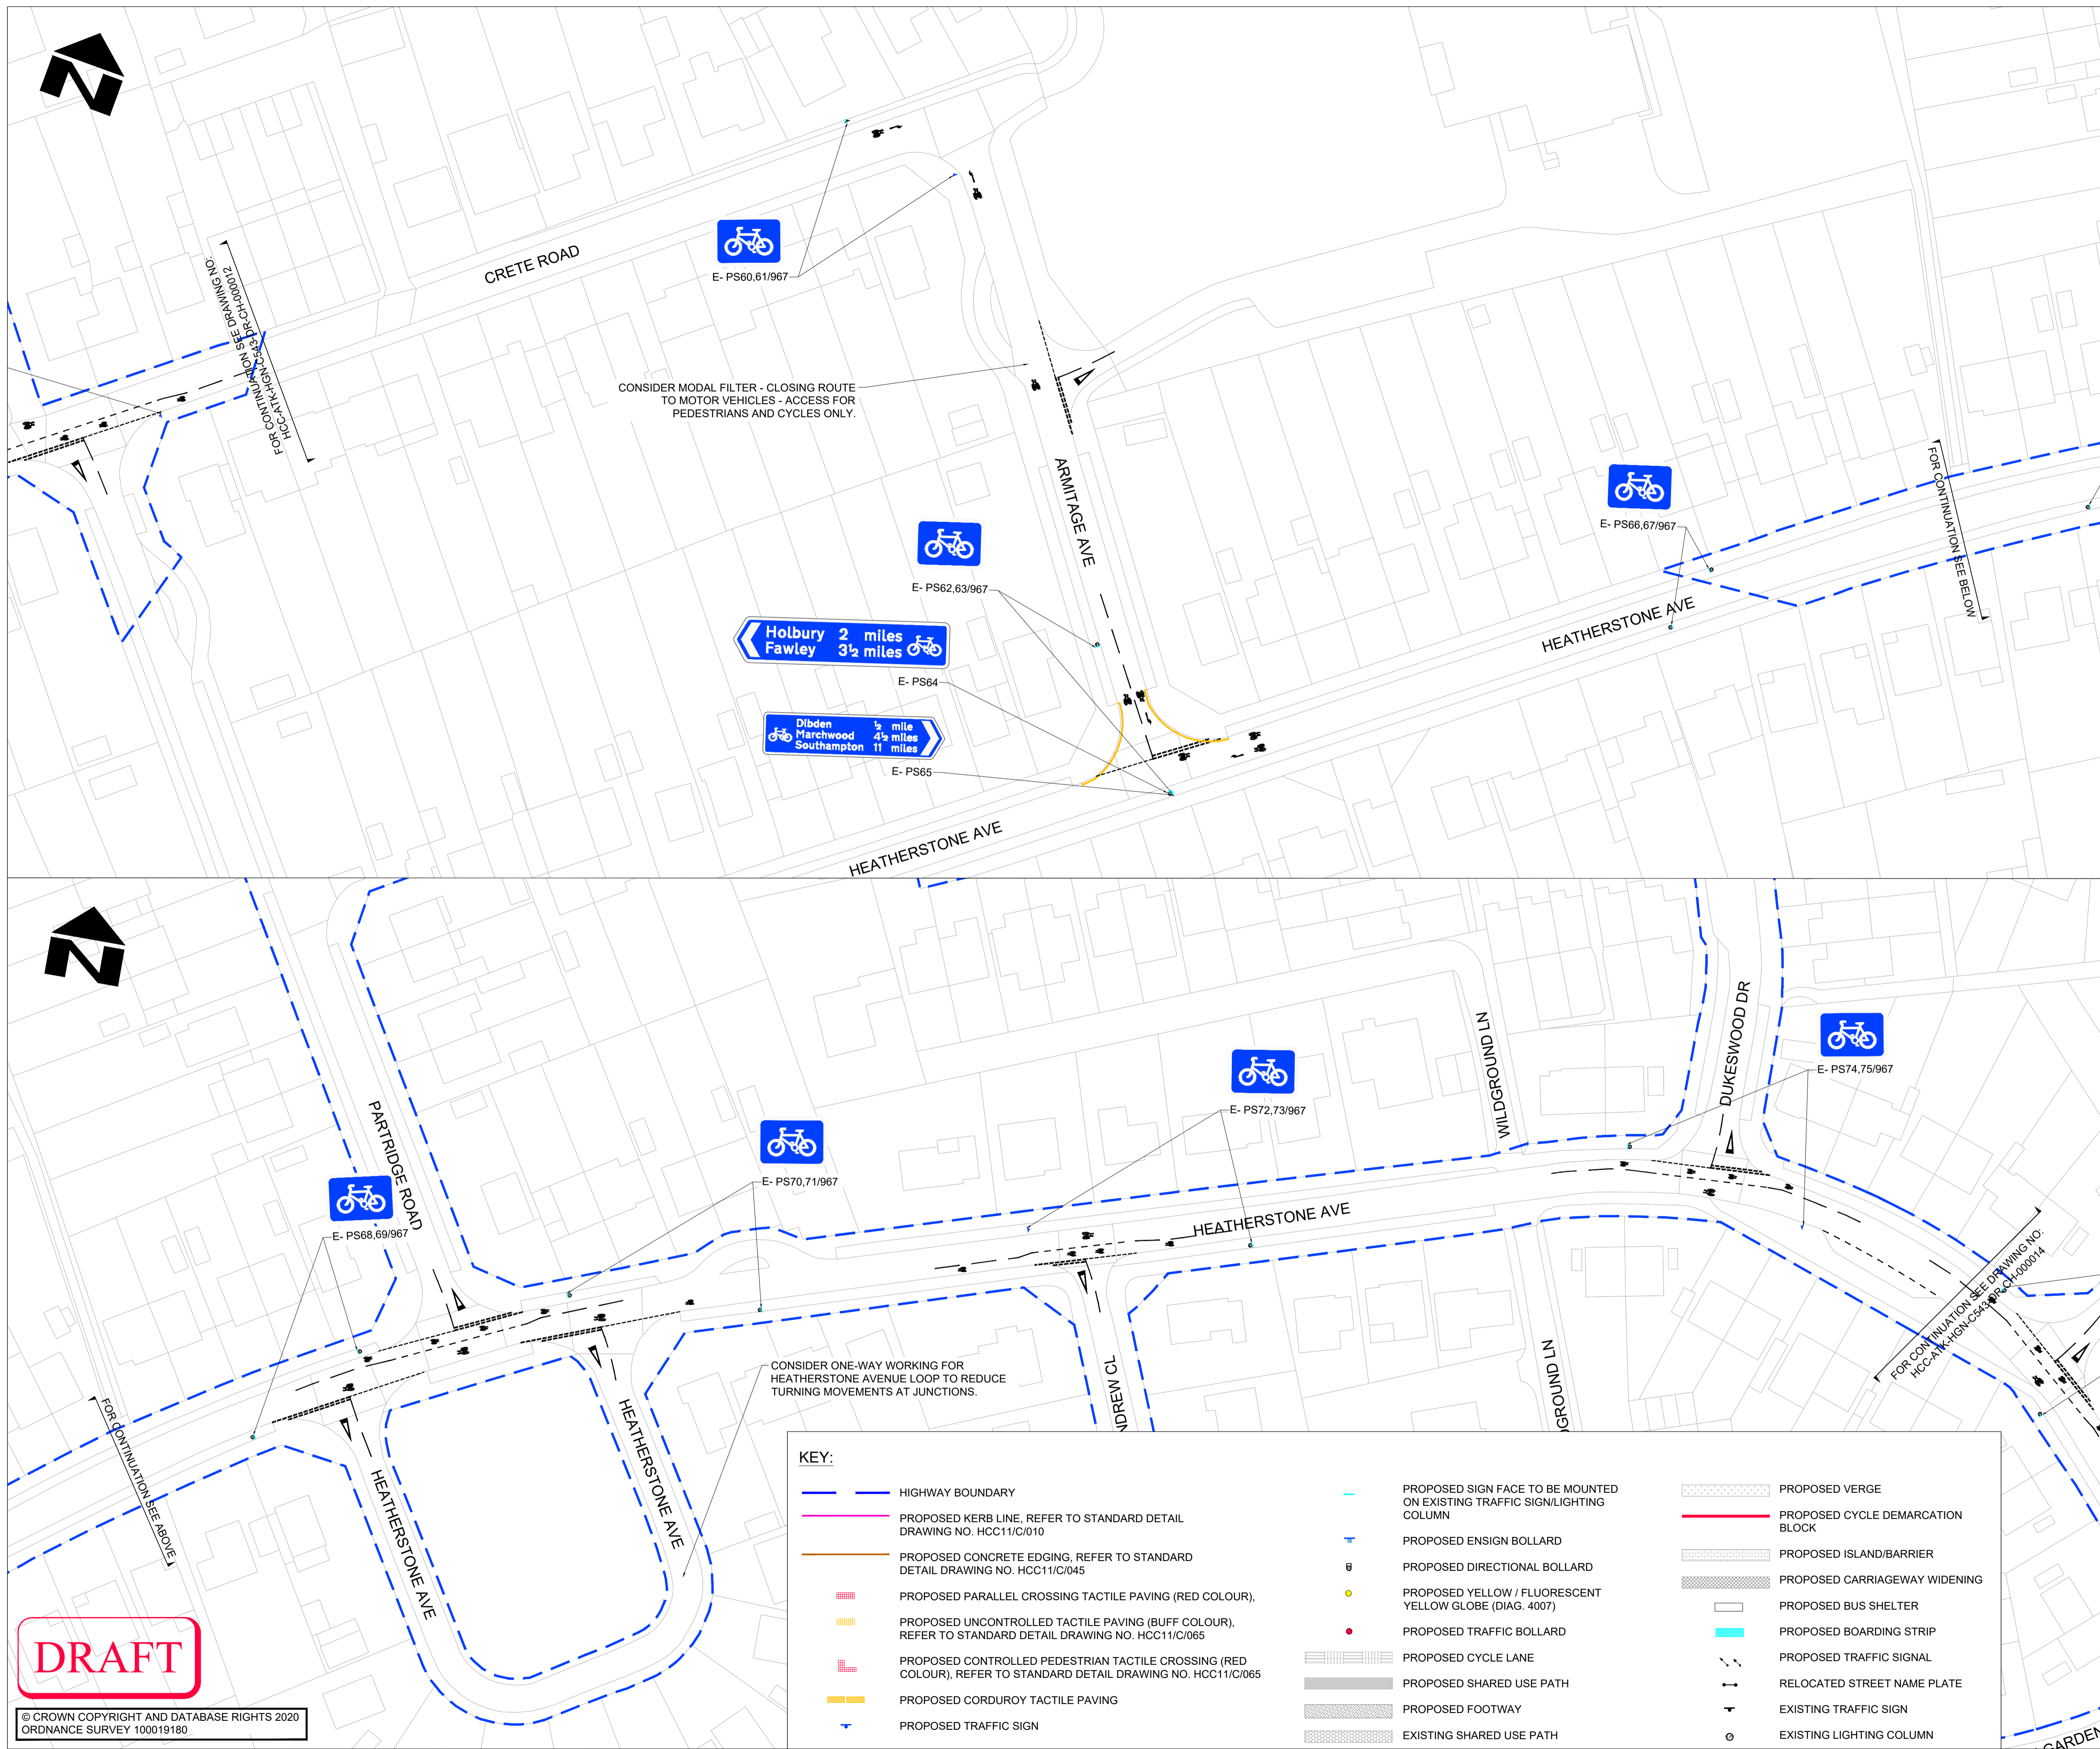 CRETE ROAD
E- PS60,61/967
FOR CONTINUATION SEE DRAWING NO:
HCC-ATK-HGN-C543-DR-CH-000012
CONSIDER MODAL FILTER - CLOSING ROUTE
TO MOTOR VEHICLES - ACCESS FOR
PEDESTRIANS AND CYCLES ONLY.
ARMITAGE AVE
E- PS66,67/967
FOR CONTINUATION SEE BELOW
E- PS62,63/967
HEATHERSTONE AVE
Holbury 2 miles
Fawley 3½ miles
E- PS64
Dibden ½ mile
Marchwood 4½ miles
Southampton 11 miles
E- PS65
HEATHERSTONE AVE
PARTRIDGE ROAD
WILDGROUND LN
DUKESWOOD DR
E- PS74,75/967
E- PS72,73/967
E- PS70,71/967
E- PS68,69/967
HEATHERSTONE AVE
FOR CONTINUATION SEE DRAWING NO:
HCC-ATK-HGN-C543-DR-CH-000014
CONSIDER ONE-WAY WORKING FOR
HEATHERSTONE AVENUE LOOP TO REDUCE
TURNING MOVEMENTS AT JUNCTIONS.
NDREW CL
GROUND LN
FOR CONTINUATION SEE ABOVE
HEATHERSTONE AVE
HEATHERSTONE AVE
KEY:
HIGHWAY BOUNDARY
PROPOSED KERB LINE, REFER TO STANDARD DETAIL
DRAWING NO. HCC11/C/010
PROPOSED CONCRETE EDGING, REFER TO STANDARD
DETAIL DRAWING NO. HCC11/C/045
PROPOSED PARALLEL CROSSING TACTILE PAVING (RED COLOUR),
PROPOSED UNCONTROLLED TACTILE PAVING (BUFF COLOUR),
REFER TO STANDARD DETAIL DRAWING NO. HCC11/C/065
PROPOSED CONTROLLED PEDESTRIAN TACTILE CROSSING (RED
COLOUR), REFER TO STANDARD DETAIL DRAWING NO. HCC11/C/065
PROPOSED CORDUROY TACTILE PAVING
PROPOSED TRAFFIC SIGN
PROPOSED SIGN FACE TO BE MOUNTED
ON EXISTING TRAFFIC SIGN/LIGHTING
COLUMN
PROPOSED ENSIGN BOLLARD
PROPOSED DIRECTIONAL BOLLARD
PROPOSED YELLOW / FLUORESCENT
YELLOW GLOBE (DIAG. 4007)
PROPOSED TRAFFIC BOLLARD
PROPOSED CYCLE LANE
PROPOSED SHARED USE PATH
PROPOSED FOOTWAY
EXISTING SHARED USE PATH
PROPOSED VERGE
PROPOSED CYCLE DEMARCATION
BLOCK
PROPOSED ISLAND/BARRIER
PROPOSED CARRIAGEWAY WIDENING
PROPOSED BUS SHELTER
PROPOSED BOARDING STRIP
PROPOSED TRAFFIC SIGNAL
RELOCATED STREET NAME PLATE
EXISTING TRAFFIC SIGN
EXISTING LIGHTING COLUMN
GARDEN
DRAFT
© CROWN COPYRIGHT AND DATABASE RIGHTS 2020
ORDNANCE SURVEY 100019180